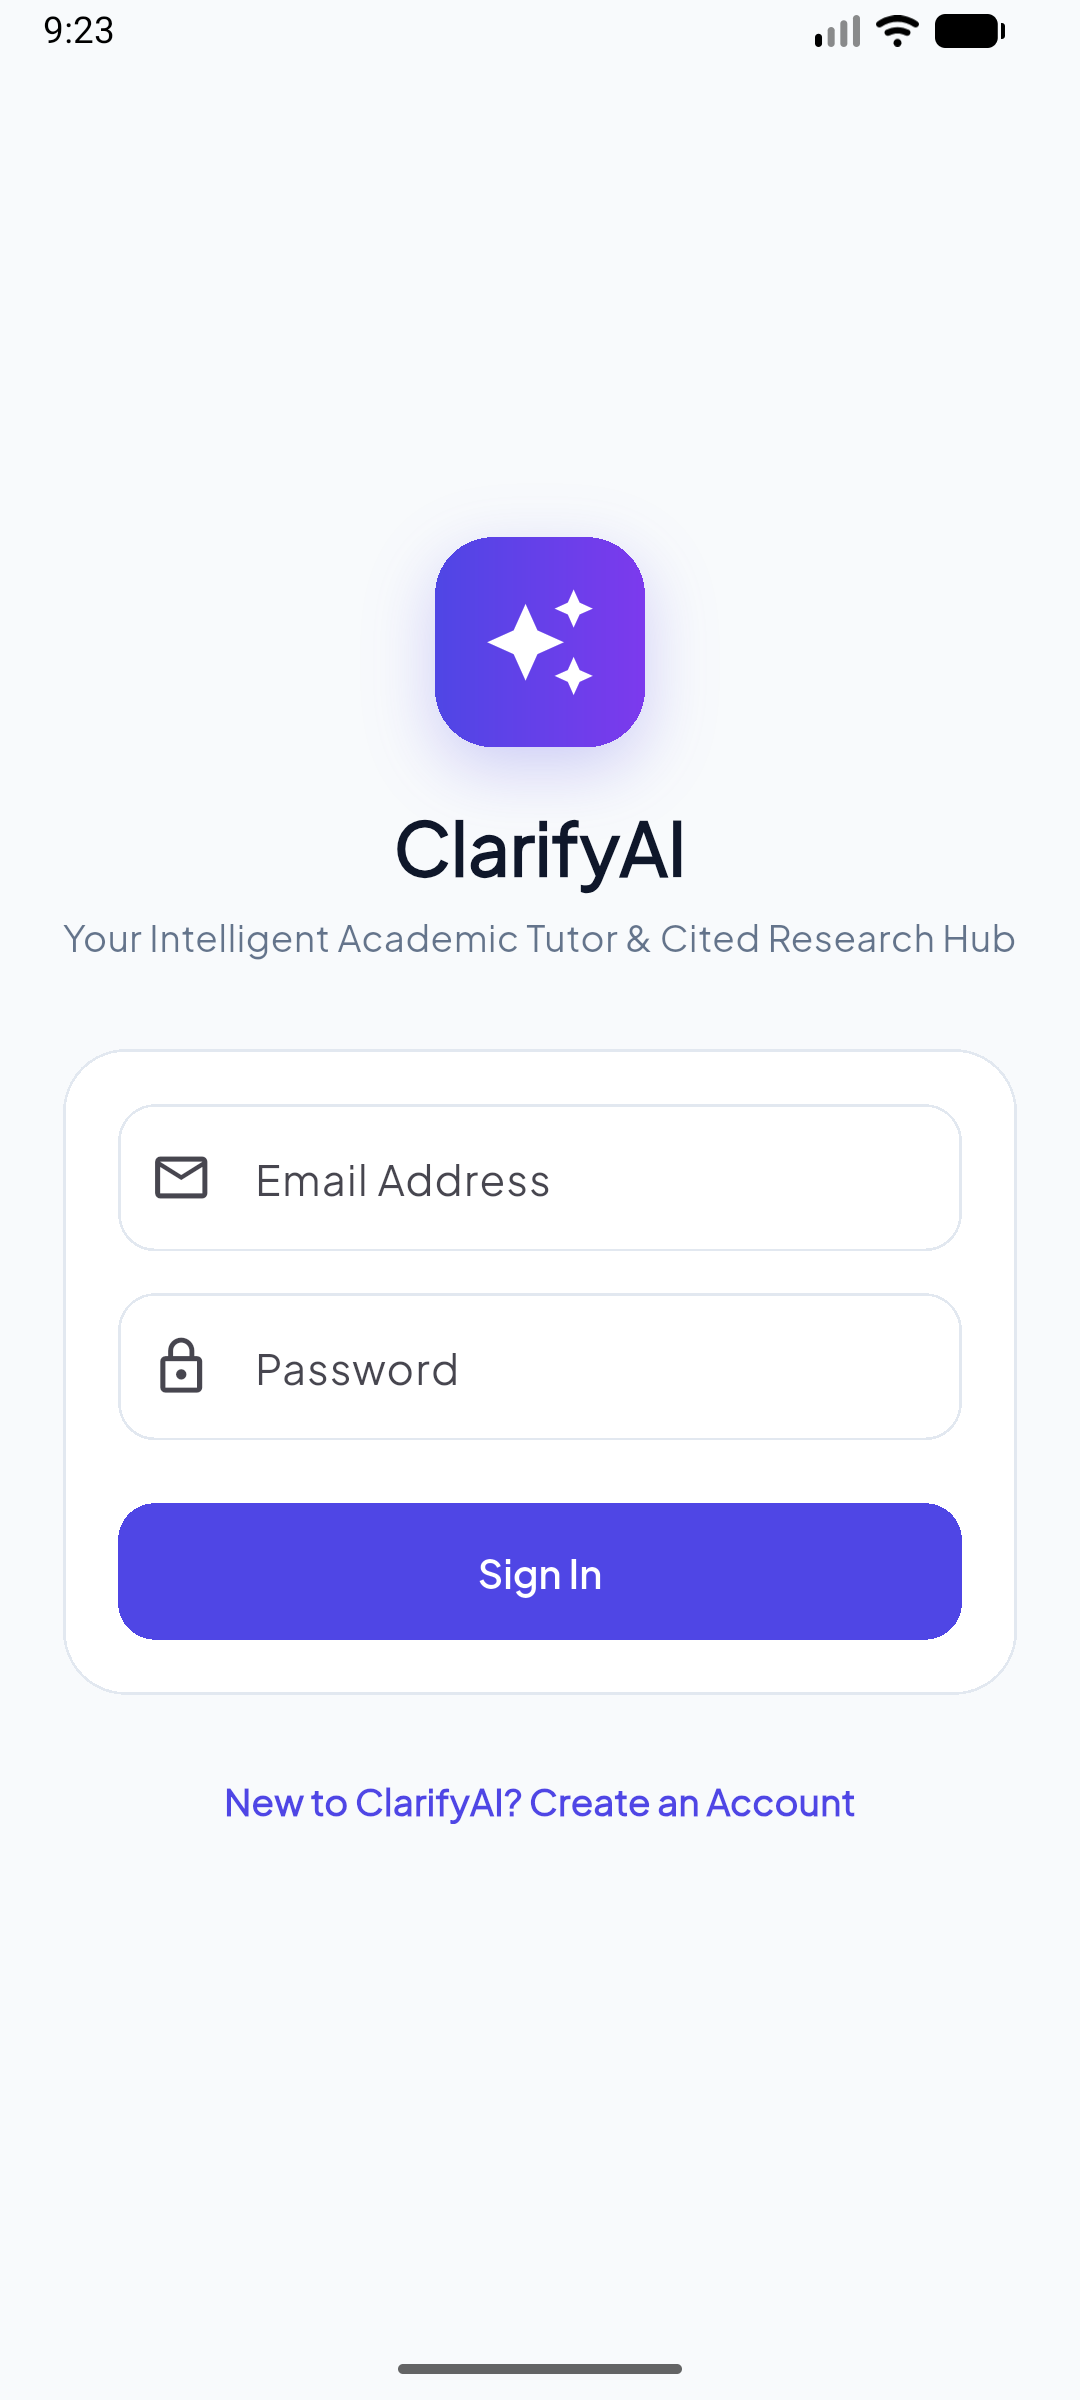 9:23
ClarifyAI
Your Intelligent Academic Tutor & Cited Research Hub
Email Address
Password
Sign In
New to ClarifyAI? Create an Account